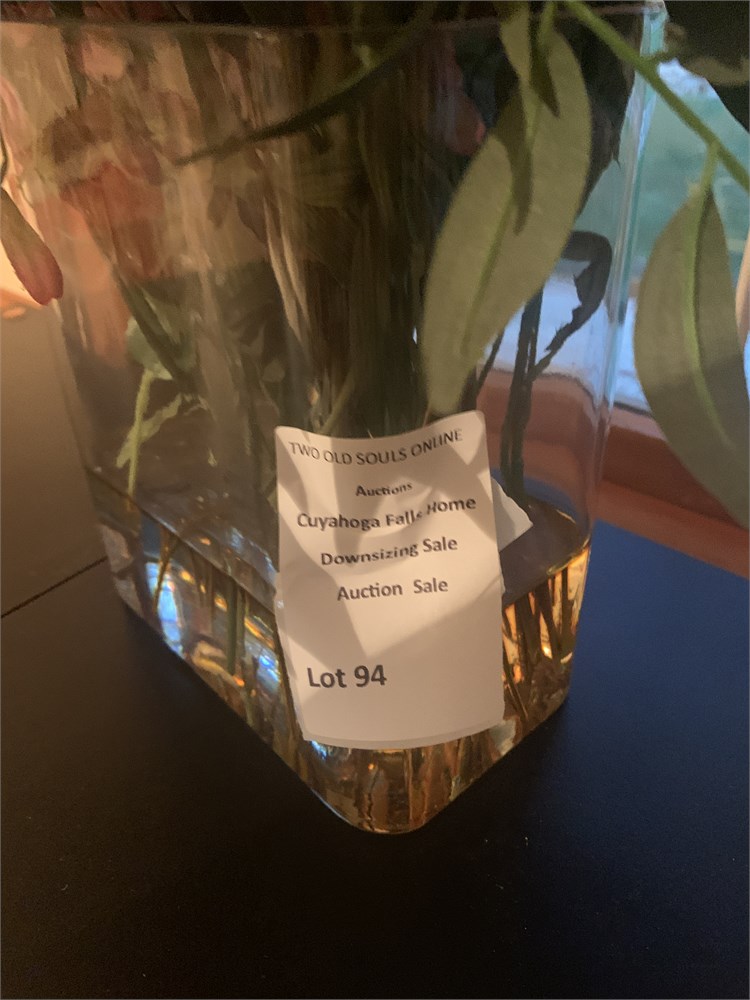 TWO OLD SOULS ONLINE
Auctions
Cuyahoga Falls Home
Downsizing Sale
Auction Sale
Lot 94